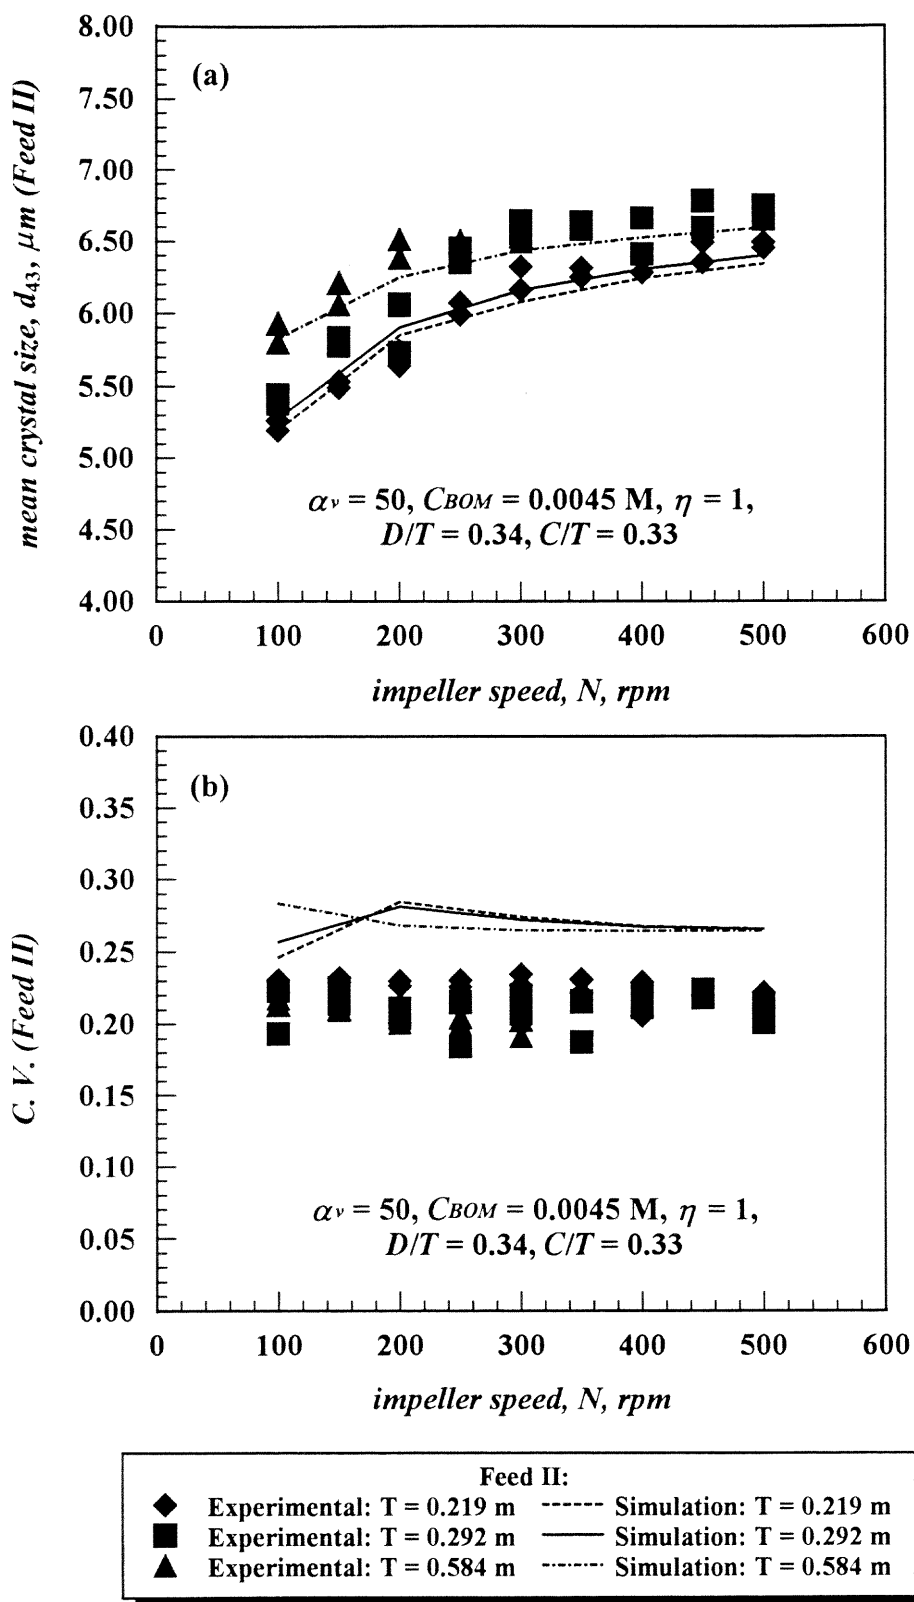 8.00
(a)
7.50
7.00
6.50
6.00
5.50
5.00
4.50
4.00
mean crystal size, d43, μm (Feed II)
αv = 50, CBOM = 0.0045 M, η = 1,
D/T = 0.34, C/T = 0.33
0 100 200 300 400 500 600
impeller speed, N, rpm
0.40
(b)
0.35
0.30
0.25
0.20
0.15
0.10
0.05
0.00
C. V. (Feed II)
αv = 50, CBOM = 0.0045 M, η = 1,
D/T = 0.34, C/T = 0.33
0 100 200 300 400 500 600
impeller speed, N, rpm
Feed II:
Experimental: T = 0.219 m Simulation: T = 0.219 m
Experimental: T = 0.292 m Simulation: T = 0.292 m
Experimental: T = 0.584 m Simulation: T = 0.584 m